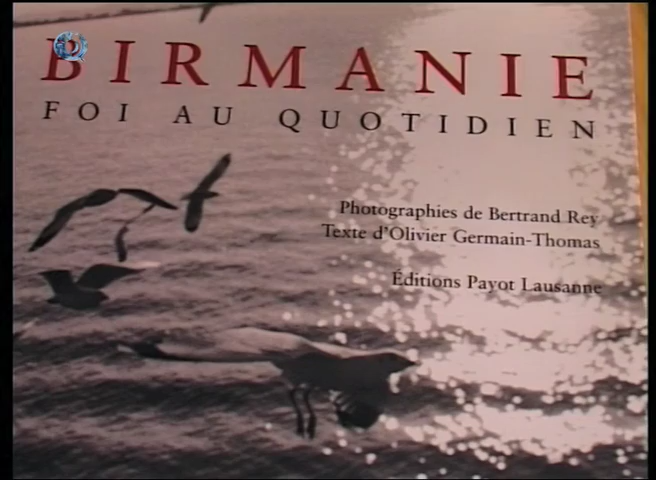 BIRMANIE
FOI AU QUOTIDIEN
Photographies de Bertrand Rey
Texte d'Olivier Germain-Thomas
Éditions Payot Lausanne